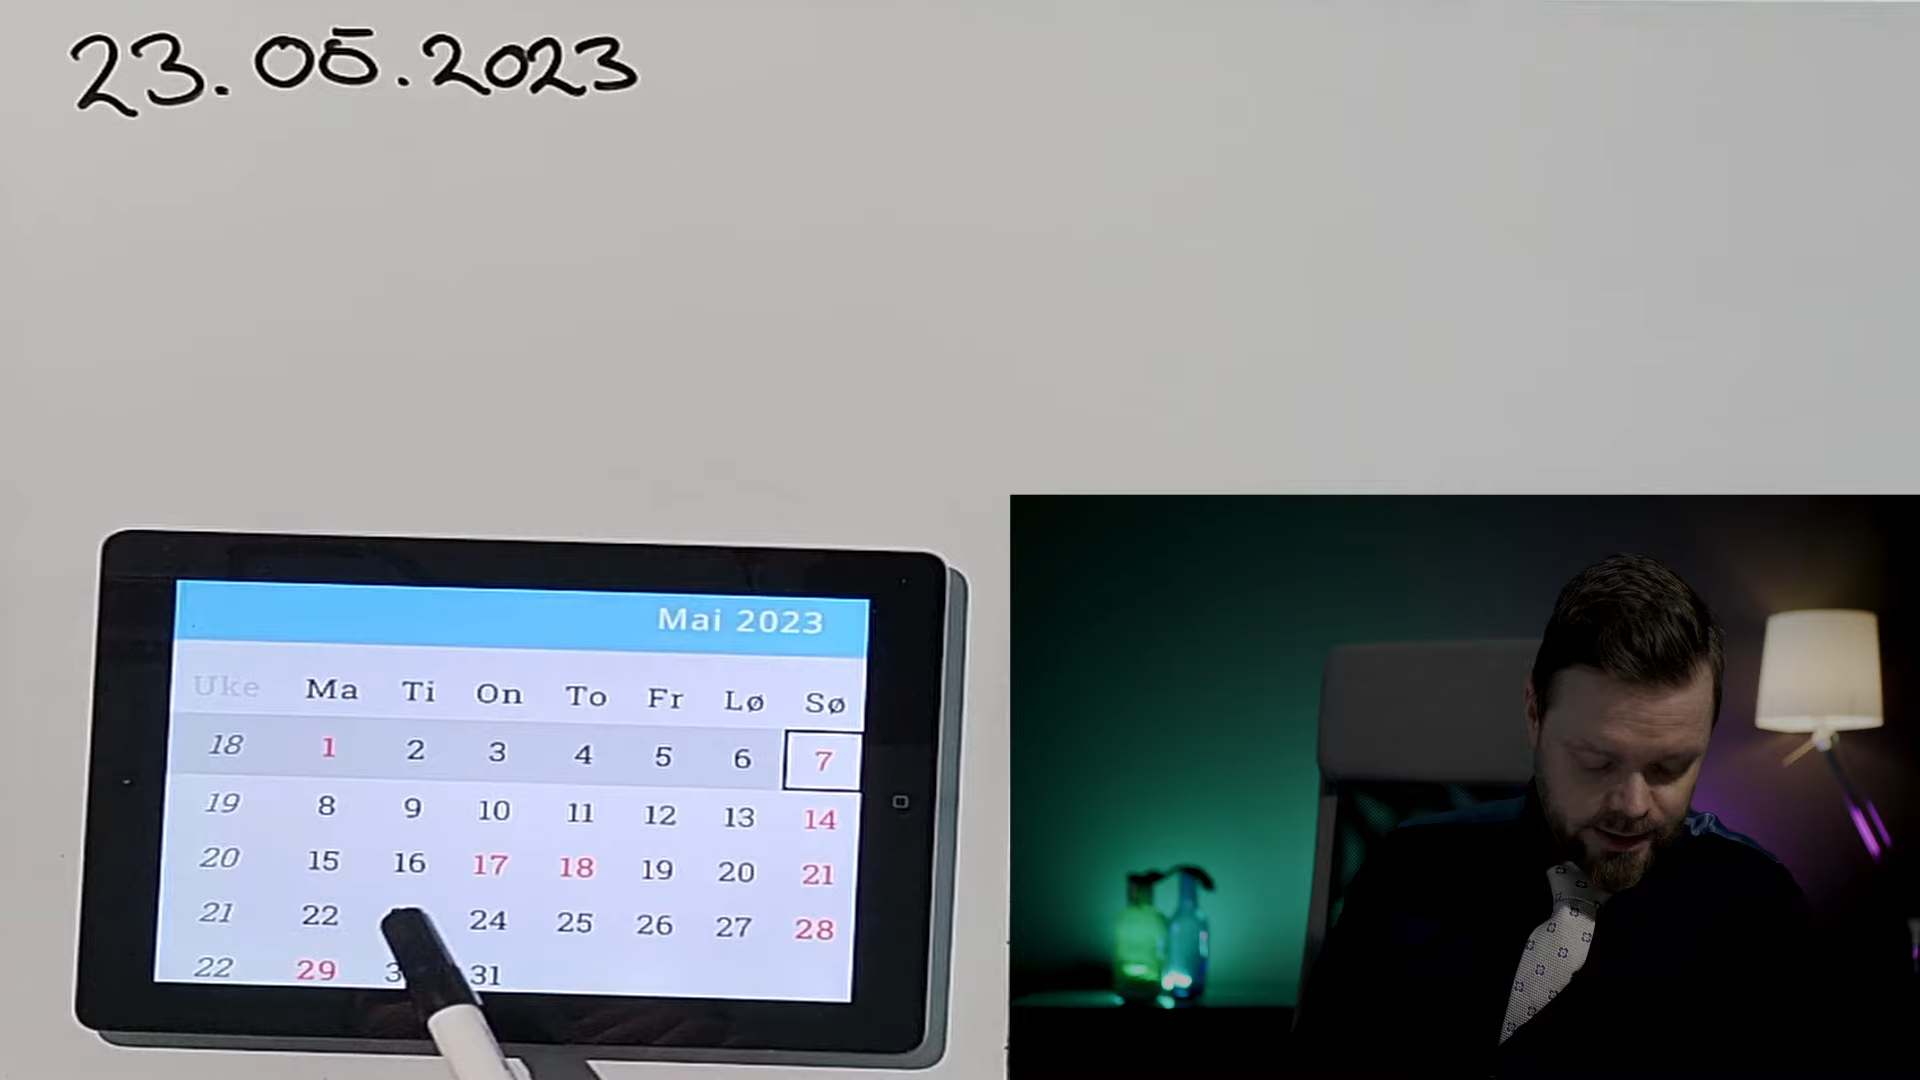 23.05.2023
Mai 2023
Uke Ma Ti On To Fr Lø Sø
18 1 2 3 4 5 6 7
19 8 9 10 11 12 13 14
20 15 16 17 18 19 20 21
21 22 24 25 26 27 28
22 29 31